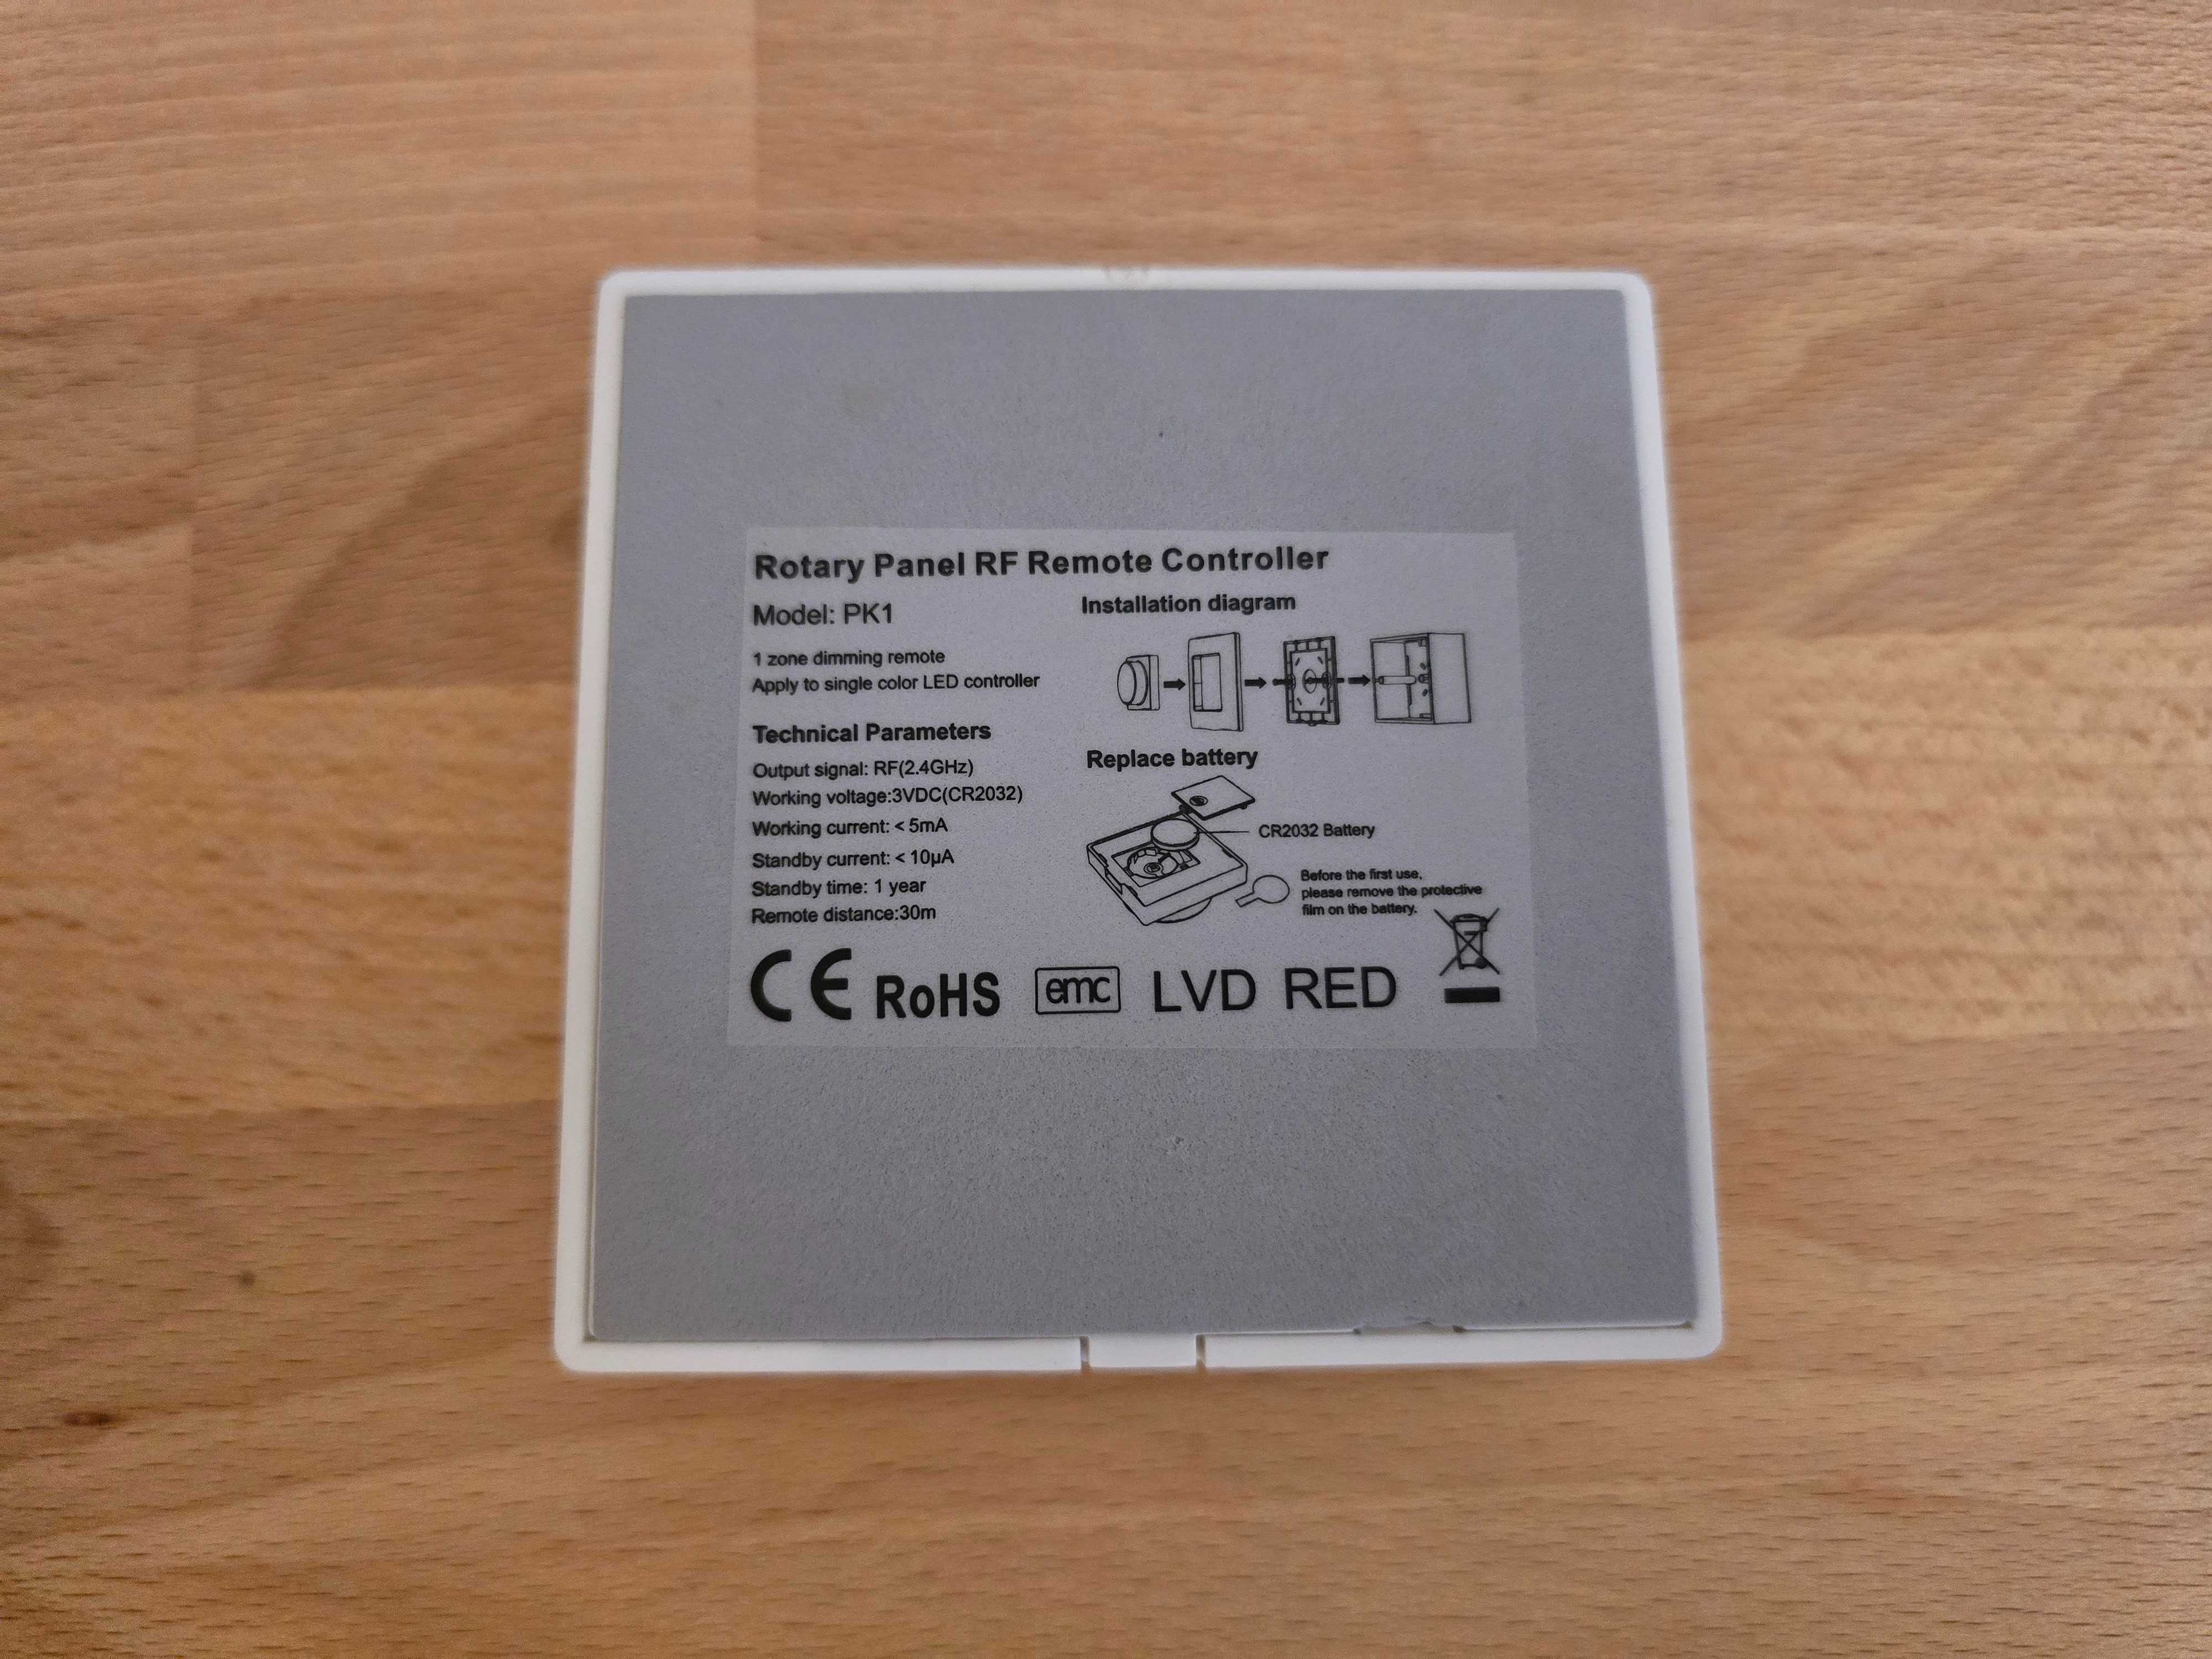 Rotary Panel RF Remote Controller
Model: PK1
1 zone dimming remote
Apply to single color LED controller
Technical Parameters
Output signal: RF(2.4GHz)
Working voltage:3VDC(CR2032)
Working current: < 5mA
Standby current: < 10µA
Standby time: 1 year
Remote distance:30m
Installation diagram
Replace battery
CR2032 Battery
Before the first use,
please remove the protective
film on the battery.
CE RoHS emc LVD RED